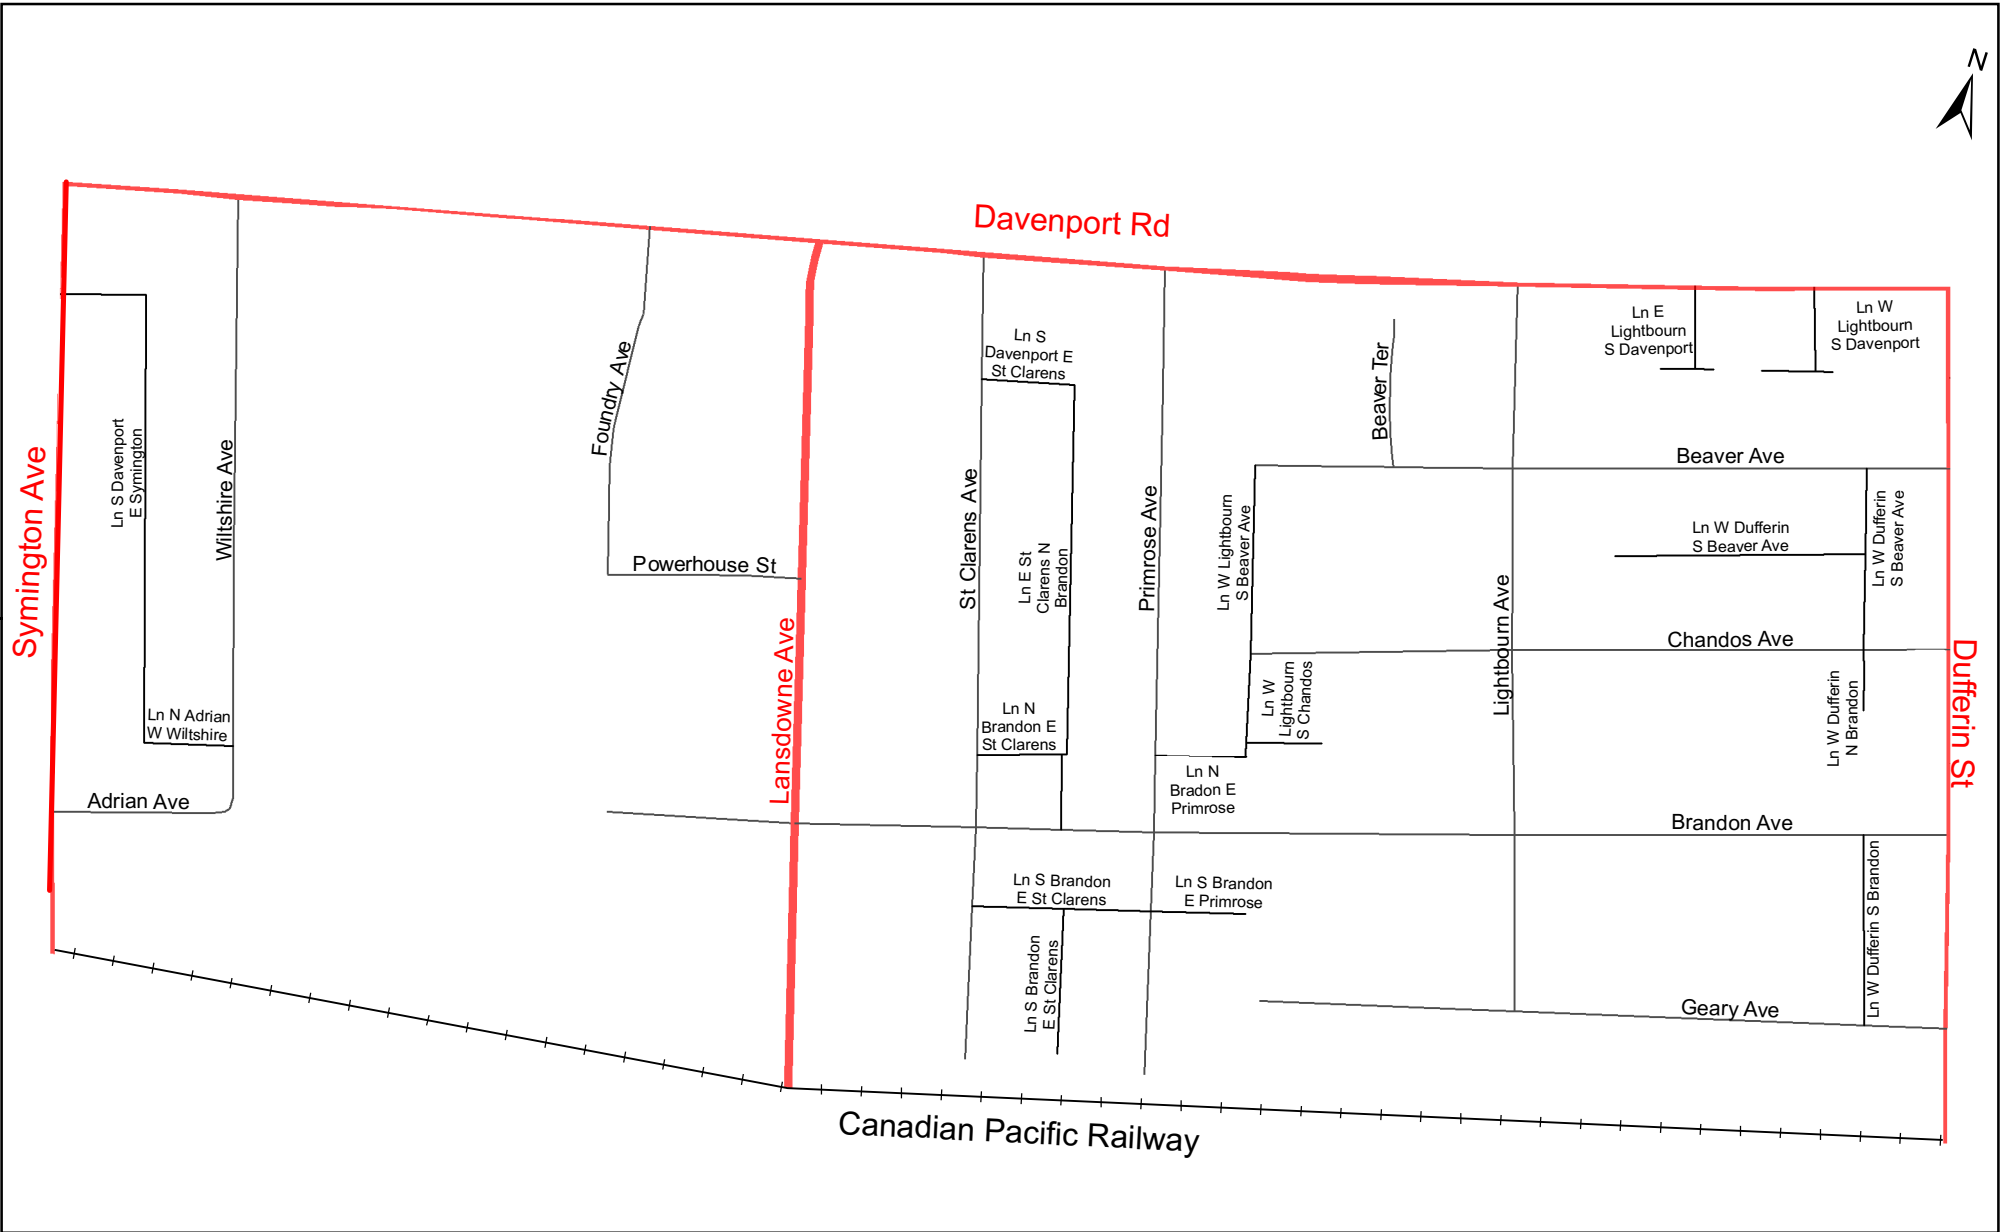 N
Davenport Rd
Ln E
Lightbourn
S Davenport
Ln W
Lightbourn
S Davenport
Ln S
Davenport E
St Clarens
Foundry Ave
Beaver Ter
Symington Ave
Ln S Davenport
E Symington
Wiltshire Ave
Beaver Ave
St Clarens Ave
Primrose Ave
Ln W Lightbourn
S Beaver Ave
Ln W Dufferin
S Beaver Ave
Ln W Dufferin
S Beaver Ave
Powerhouse St
Ln E St
Clarens N
Brandon
Lightbourn Ave
Chandos Ave
Lansdowne Ave
Dufferin St
Ln W
Lightbourn
S Chandos
Ln W Dufferin
N Brandon
Ln N Adrian
W Wiltshire
Ln N
Brandon E
St Clarens
Ln N
Bradon E
Primrose
Adrian Ave
Brandon Ave
Ln S Brandon
E St Clarens
Ln S Brandon
E Primrose
Ln W Dufferin S Brandon
Ln S Brandon
E St Clarens
Geary Ave
Canadian Pacific Railway